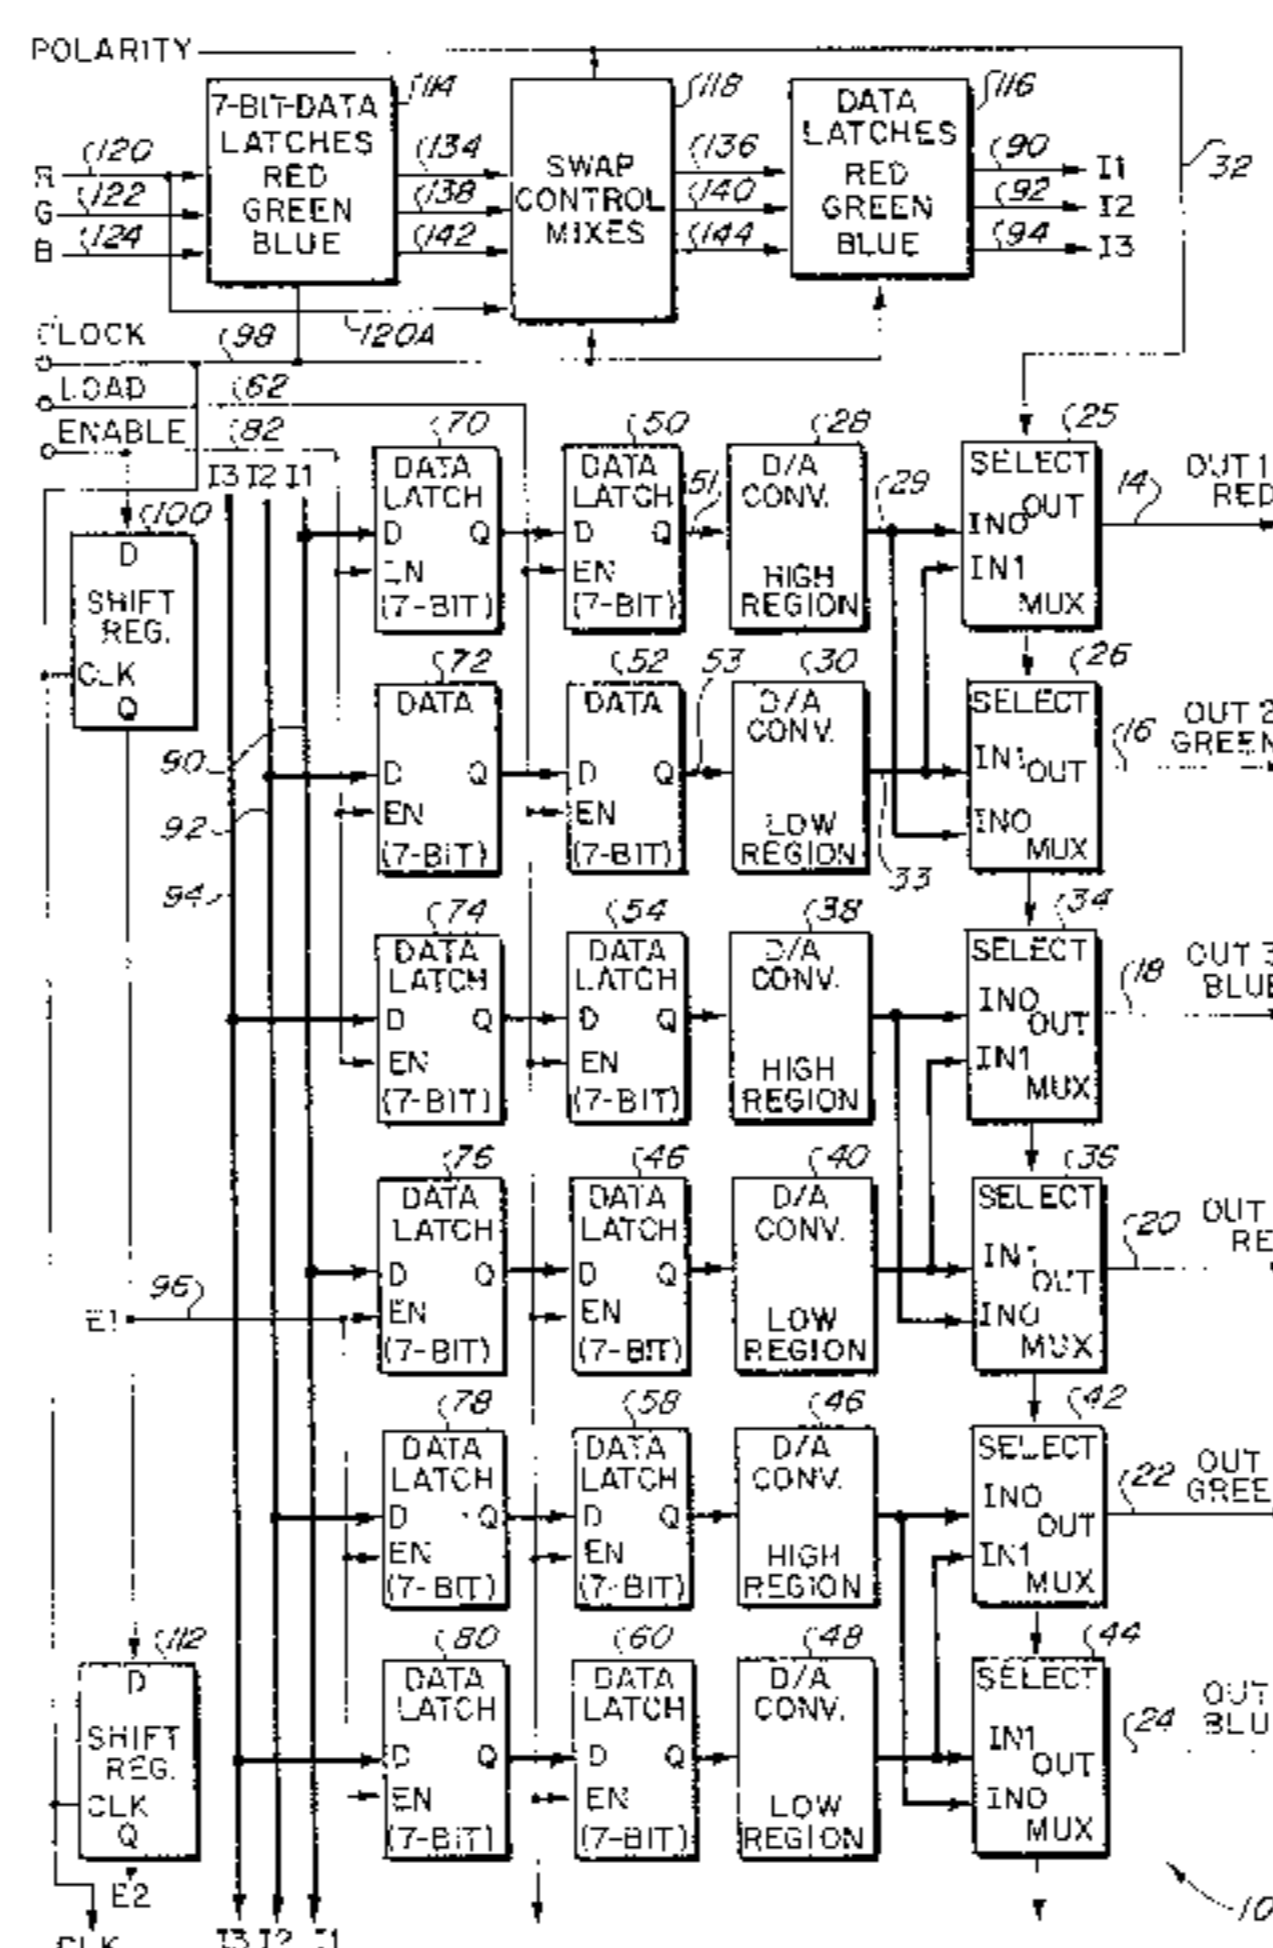 POLARITY
114
118
116
7-BIT-DATA
LATCHES
RED
GREEN
BLUE
SWAP
CONTROL
MIXES
DATA
LATCHES
RED
GREEN
BLUE
R 120
G 122
B 124
134
138
142
136
140
144
90 I1
92 I2
94 I3
32
120A
CLOCK 98
LOAD 62
ENABLE 82
I3 I2 I1
100
D
SHIFT
REG.
CLK
Q
70
DATA
LATCH
D Q
EN
(7-BIT)
50
DATA
LATCH
D Q
EN
(7-BIT)
51
28
D/A
CONV.
HIGH
REGION
29
25
SELECT
IN0 OUT
IN1
MUX
14
OUT 1
RED
72
DATA
D Q
EN
(7-BIT)
52
DATA
D Q
EN
(7-BIT)
53
30
D/A
CONV.
LOW
REGION
33
26
SELECT
IN1 OUT
IN0
MUX
16
OUT 2
GREEN
90
92
94
74
DATA
LATCH
D Q
EN
(7-BIT)
54
DATA
LATCH
D Q
EN
(7-BIT)
38
D/A
CONV.
HIGH
REGION
34
SELECT
IN0 OUT
IN1
MUX
18
OUT 3
BLUE
76
DATA
LATCH
D Q
EN
(7-BIT)
46
DATA
LATCH
D Q
EN
(7-BIT)
40
D/A
CONV.
LOW
REGION
SELECT
IN1 OUT
IN0
MUX
20
OUT
RE
E1 96
78
DATA
LATCH
D Q
EN
(7-BIT)
58
DATA
LATCH
D Q
EN
(7-BIT)
46
D/A
CONV.
HIGH
REGION
42
SELECT
IN0 OUT
IN1
MUX
22
OUT
GREE
112
D
SHIFT
REG.
CLK
Q
E2
CLK
80
DATA
LATCH
D Q
EN
(7-BIT)
60
DATA
LATCH
D Q
EN
(7-BIT)
48
D/A
CONV.
LOW
REGION
44
SELECT
IN1 OUT
IN0
MUX
24
OUT
BLU
10
I3 I2 I1